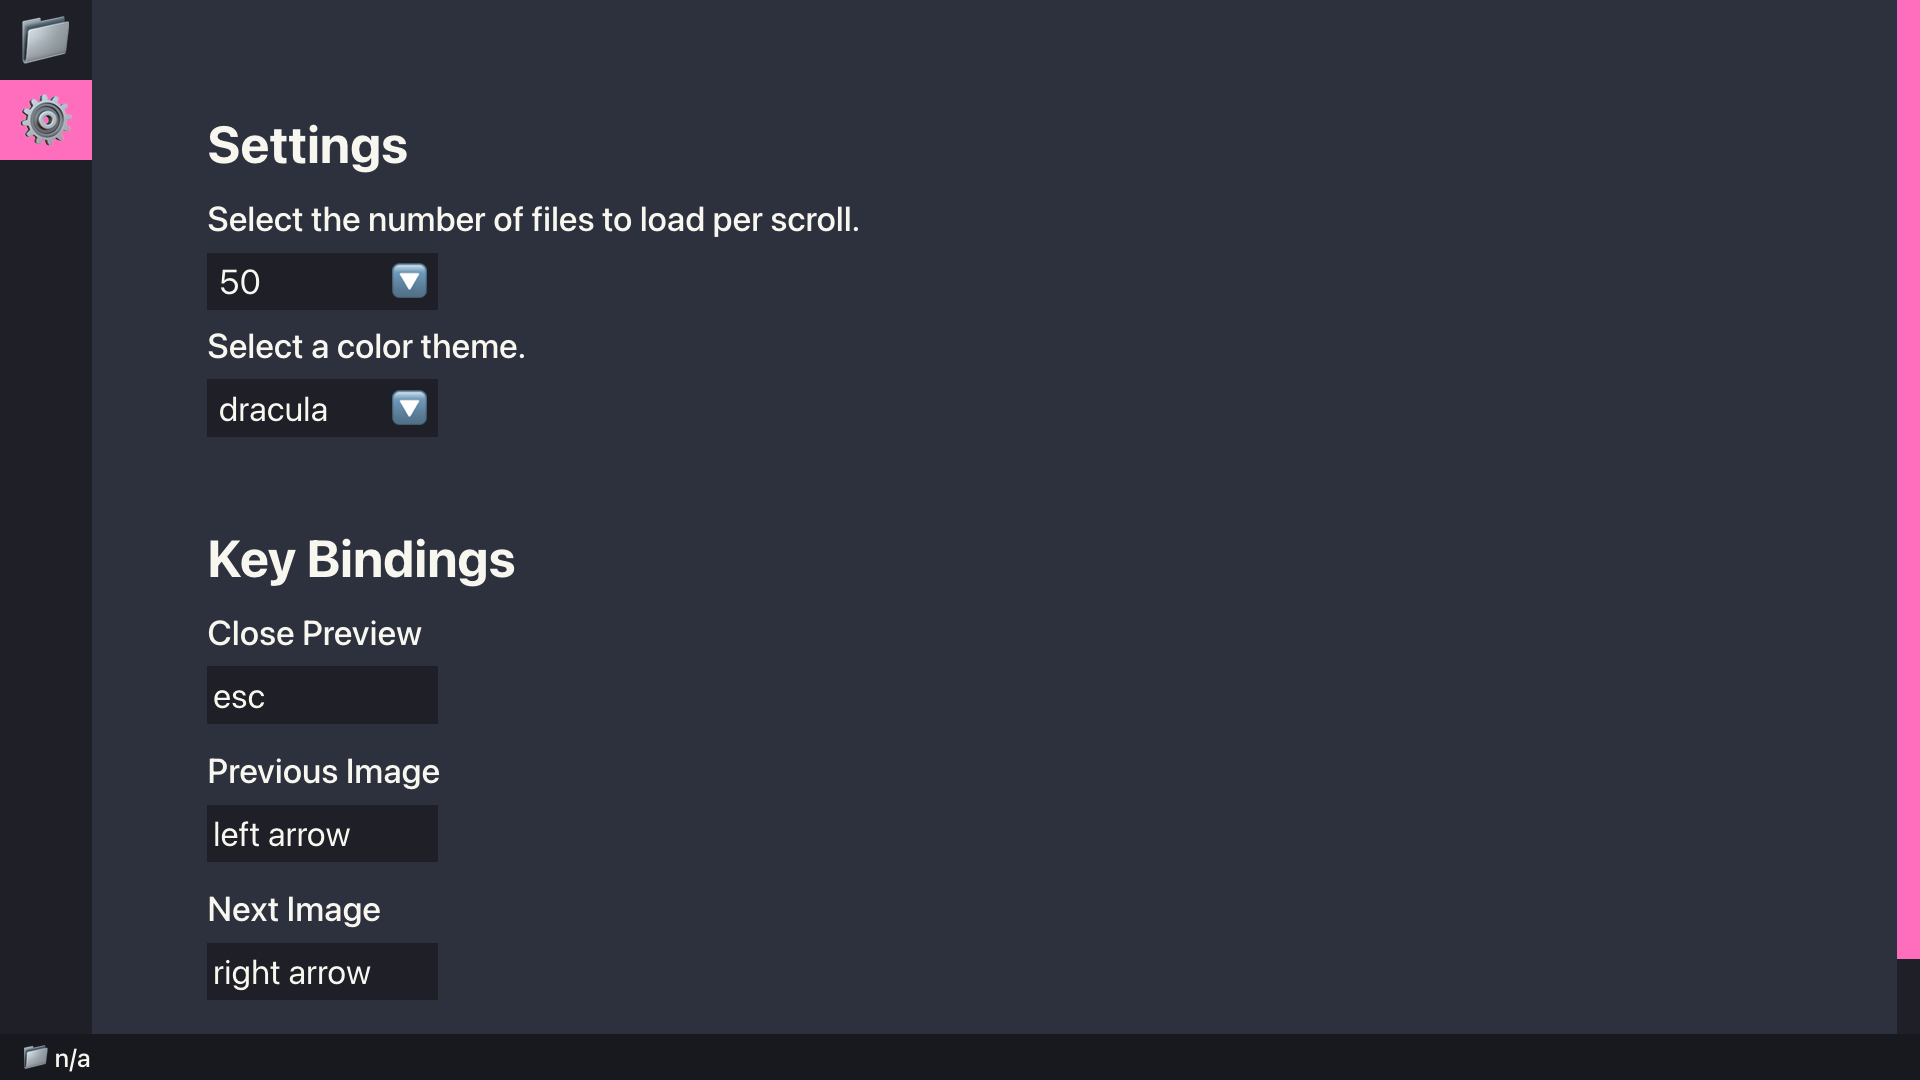 Settings
Select the number of files to load per scroll.
50
Select a color theme.
dracula
Key Bindings
Close Preview
esc
Previous Image
left arrow
Next Image
right arrow
n/a